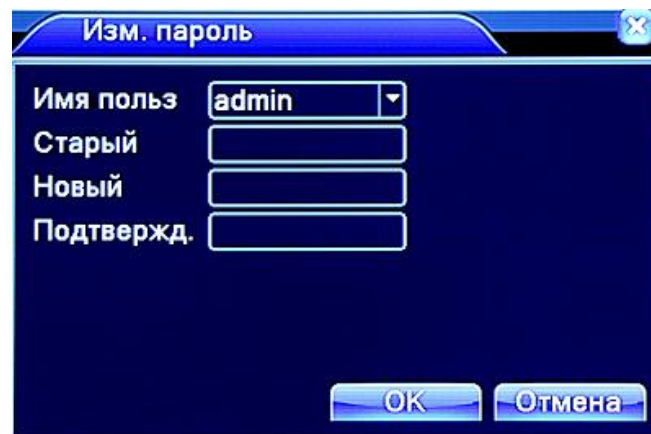 Изм. пароль
Имя польз admin
Старый
Новый
Подтвержд.
OK Отмена